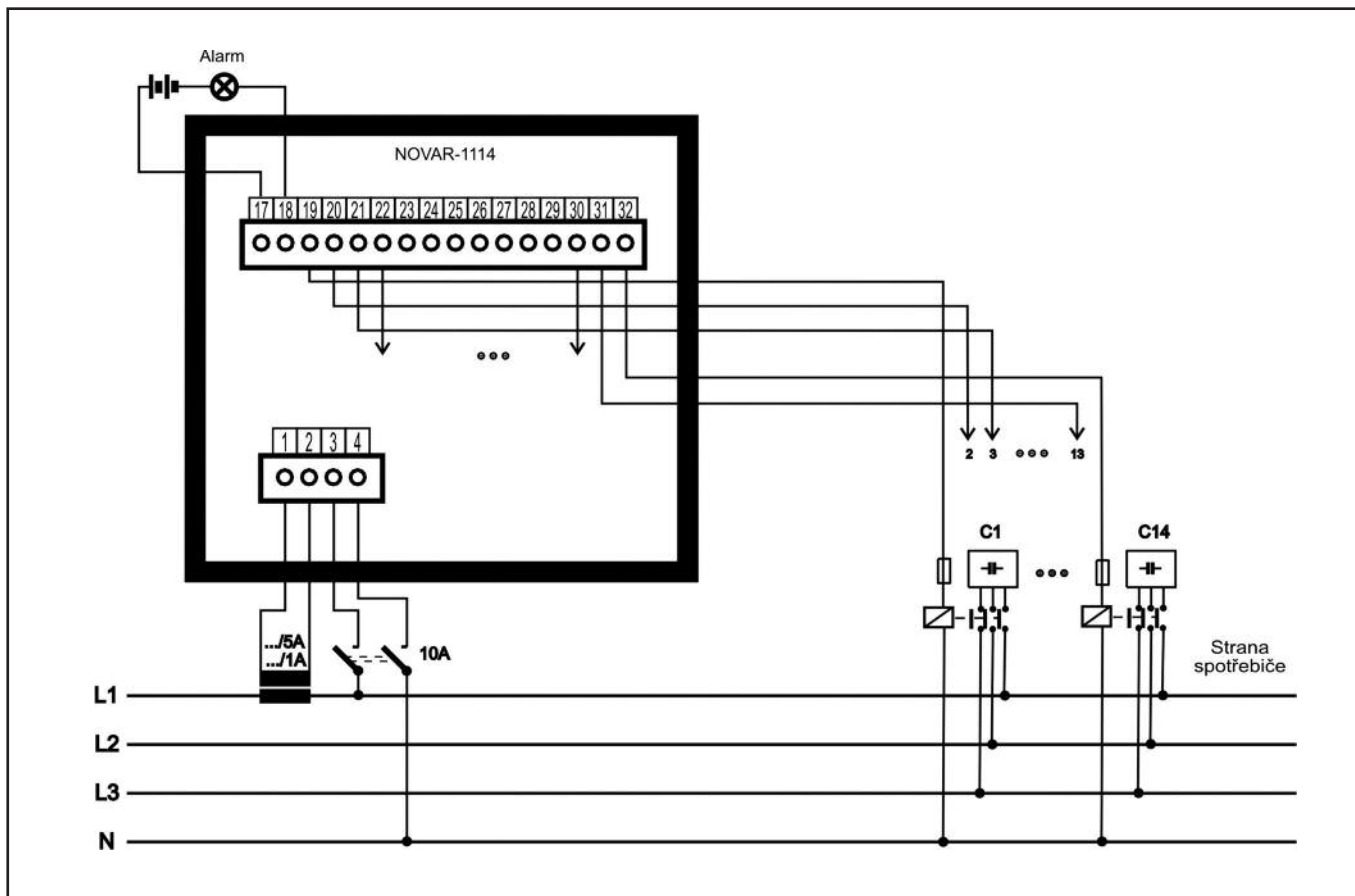 Alarm
NOVAR-1114
17 18 19 20 21 22 23 24 25 26 27 28 29 30 31 32
1 2 3 4
2 3 13
C1 C14
.../5A
.../1A
10A
Strana
spotřebiče
L1
L2
L3
N